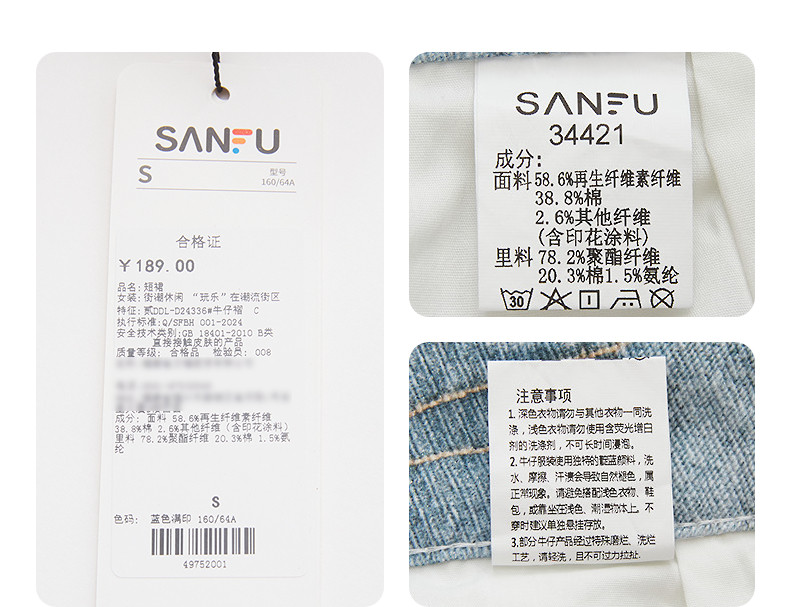 SANFU
S
型号
160/64A
合格证
￥189.00
品名:短裙
女装:街潮休闲 “玩乐”在潮流街区
特征:贰DDL-D24336#牛仔褶 C
执行标准:Q/SFBH 001-2024
安全技术类别:GB 18401-2010 B类
直接接触皮肤的产品
质量等级: 合格品 检验员: 008
成分: 面料 58.6%再生纤维素纤维
38.8%棉 2.6%其他纤维 (含印花涂料)
里料 78.2%聚酯纤维 20.3%棉 1.5%氨
纶
S
色码: 蓝色满印 160/64A
49752001
SANFU
34421
成分:
面料58.6%再生纤维素纤维
38.8%棉
2.6%其他纤维
(含印花涂料)
里料78.2%聚酯纤维
20.3%棉1.5%氨纶
30
注意事项
1.深色衣物请勿与其他衣物一同洗
涤，浅色衣物请勿使用含荧光增白
剂的洗涤剂，不可长时间浸泡。
2.牛仔服装使用独特的靛蓝颜料，洗
水、摩擦、汗渍会导致自然褪色，属
正常现象。请避免搭配浅色衣物、鞋
包，或靠坐在浅色、潮湿物体上。不
穿时建议单独悬挂存放。
3.部分牛仔产品经过特殊磨烂、洗烂
工艺，请轻洗，且不可过力拉扯.